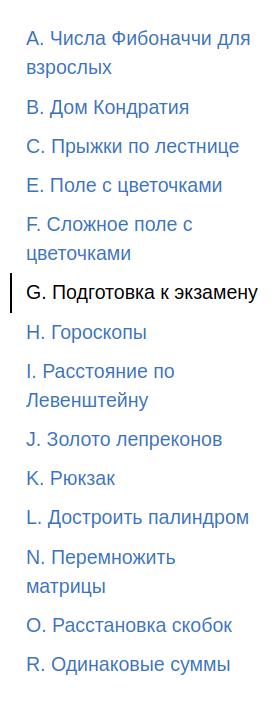 A. Числа Фибоначчи для
взрослых
B. Дом Кондратия
C. Прыжки по лестнице
E. Поле с цветочками
F. Сложное поле с
цветочками
G. Подготовка к экзамену
H. Гороскопы
I. Расстояние по
Левенштейну
J. Золото лепреконов
K. Рюкзак
L. Достроить палиндром
N. Перемножить
матрицы
O. Расстановка скобок
R. Одинаковые суммы